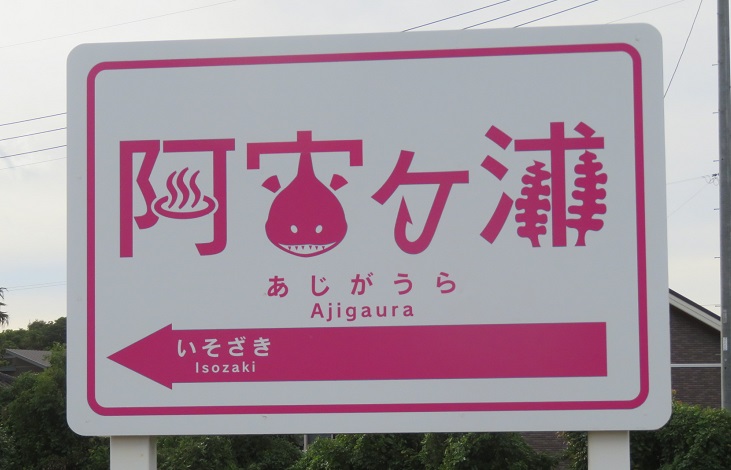 阿字ヶ浦
あじがうら
Ajigaura
いそざき
Isozaki